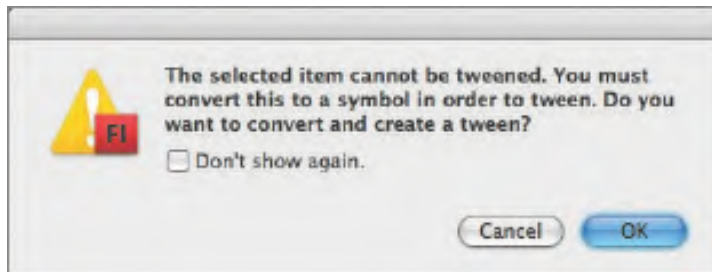 The selected item cannot be tweened. You must
convert this to a symbol in order to tween. Do you
want to convert and create a tween?
Fl
Don't show again.
Cancel
OK